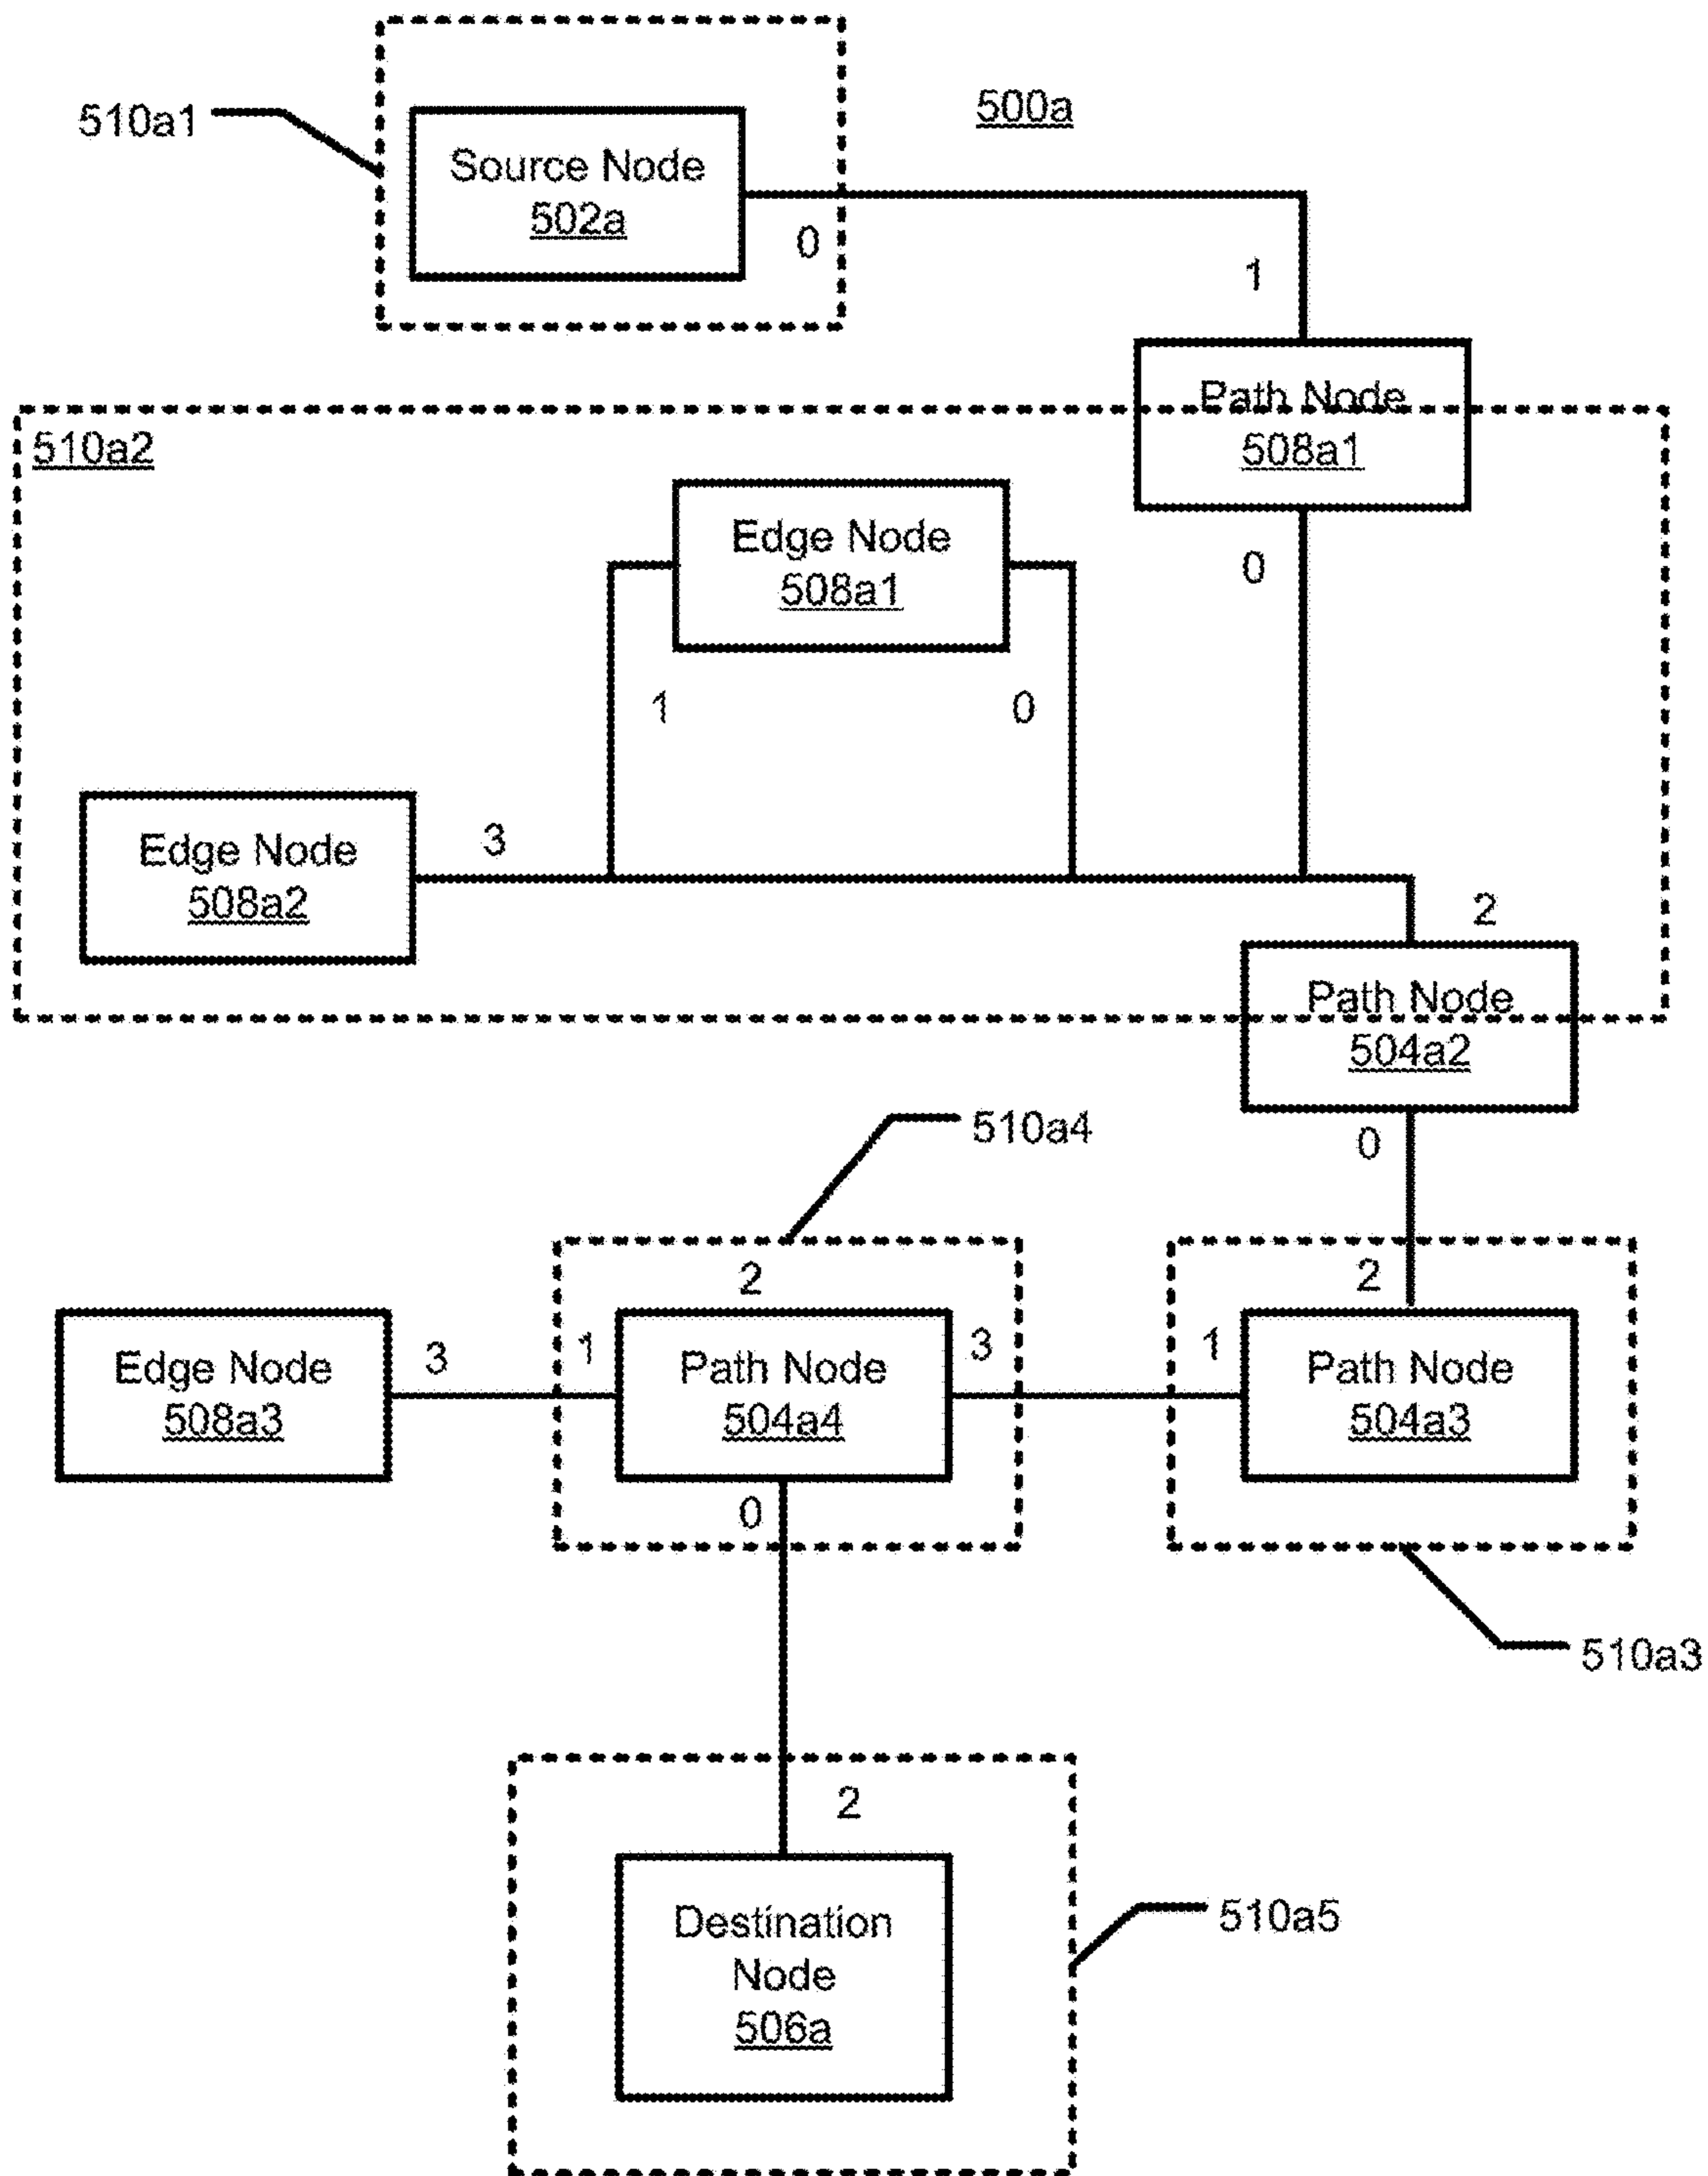 500a
510a1
Source Node
502a
0
1
Path Node
508a1
510a2
Edge Node
508a1
0
1
0
Edge Node
508a2
3
2
Path Node
504a2
0
510a4
2
2
Edge Node
508a3
3
1
Path Node
504a4
3
1
Path Node
504a3
0
510a3
2
Destination
Node
506a
510a5